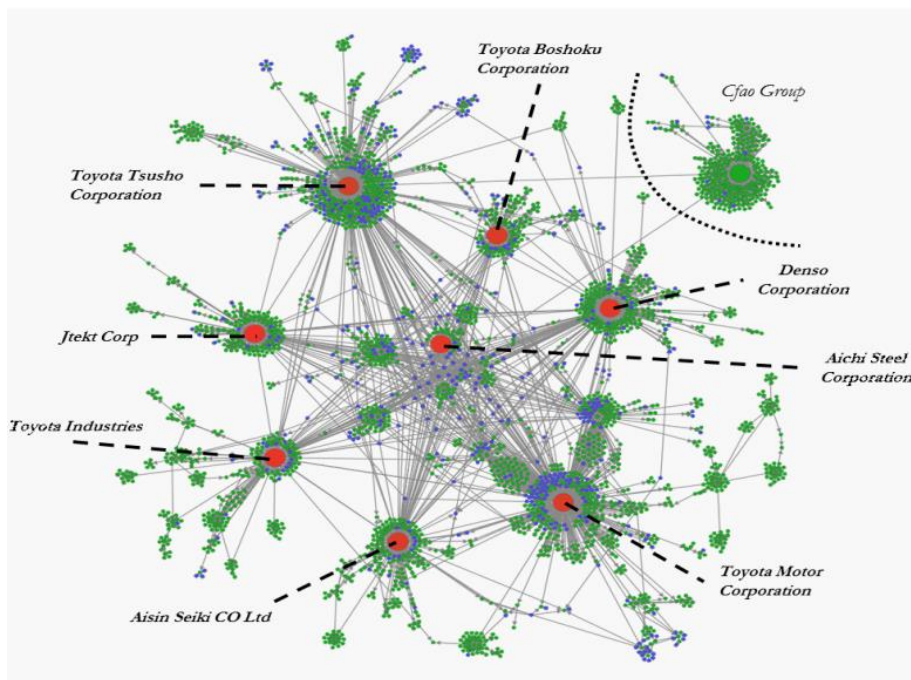 Toyota Boshoku
Corporation
Cfao Group
Toyota Tsusho
Corporation
Denso
Corporation
Jtekt Corp
Aichi Steel
Corporation
Toyota Industries
Toyota Motor
Corporation
Aisin Seiki CO Ltd